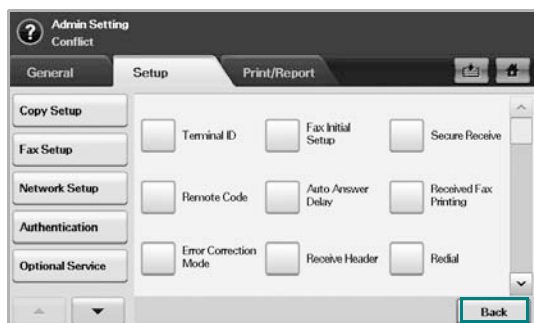 ?
Admin Setting
Conflict
General
Setup
Print/Report
Copy Setup
Fax Setup
Network Setup
Authentication
Optional Service
Terminal ID
Fax Initial
Setup
Secure Receive
Remote Code
Auto Answer
Delay
Received Fax
Printing
Error Correction
Mode
Receive Header
Redial
Back